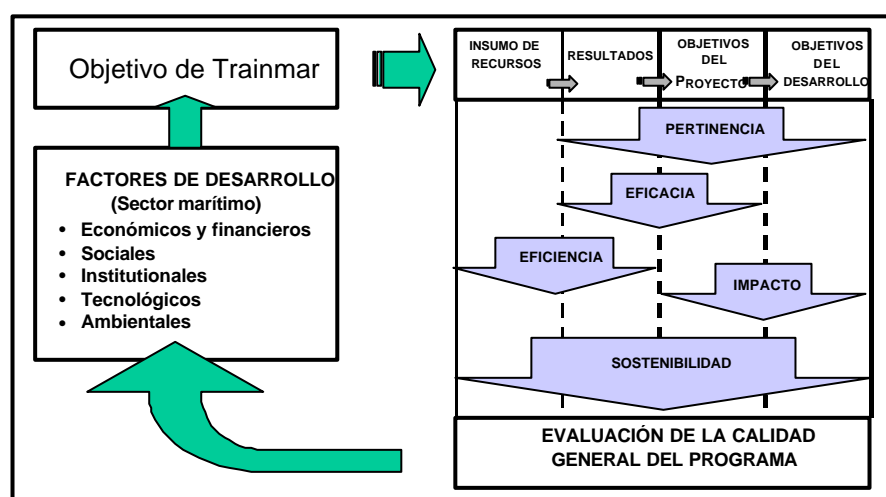 Objetivo de Trainmar
FACTORES DE DESARROLLO
(Sector marítimo)
• Económicos y financieros
• Sociales
• Institutionales
• Tecnológicos
• Ambientales
INSUMO DE
RECURSOS
RESULTADOS
OBJETIVOS
DEL
PROYECTO
OBJETIVOS
DEL
DESARROLLO
PERTINENCIA
EFICACIA
EFICIENCIA
IMPACTO
SOSTENIBILIDAD
EVALUACIÓN DE LA CALIDAD
GENERAL DEL PROGRAMA